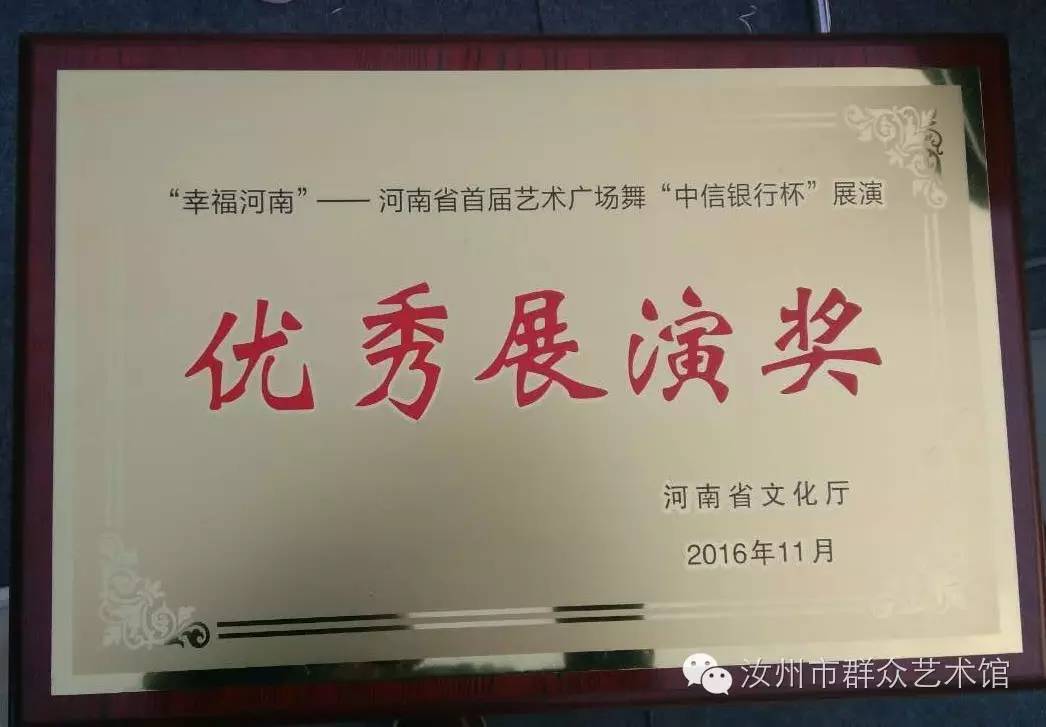 “幸福河南”—— 河南省首届艺术广场舞“中信银行杯”展演
优秀展演奖
河南省文化厅
2016年11月
汝州市群众艺术馆